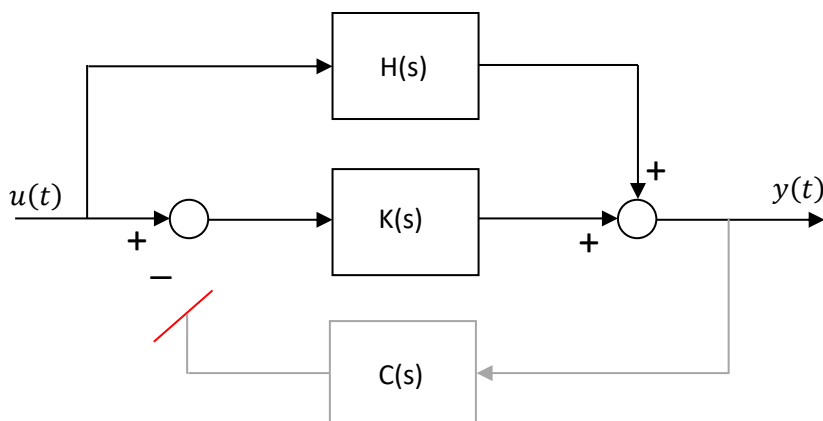 H(s)
+
u(t)
y(t)
K(s)
+
+
−
C(s)